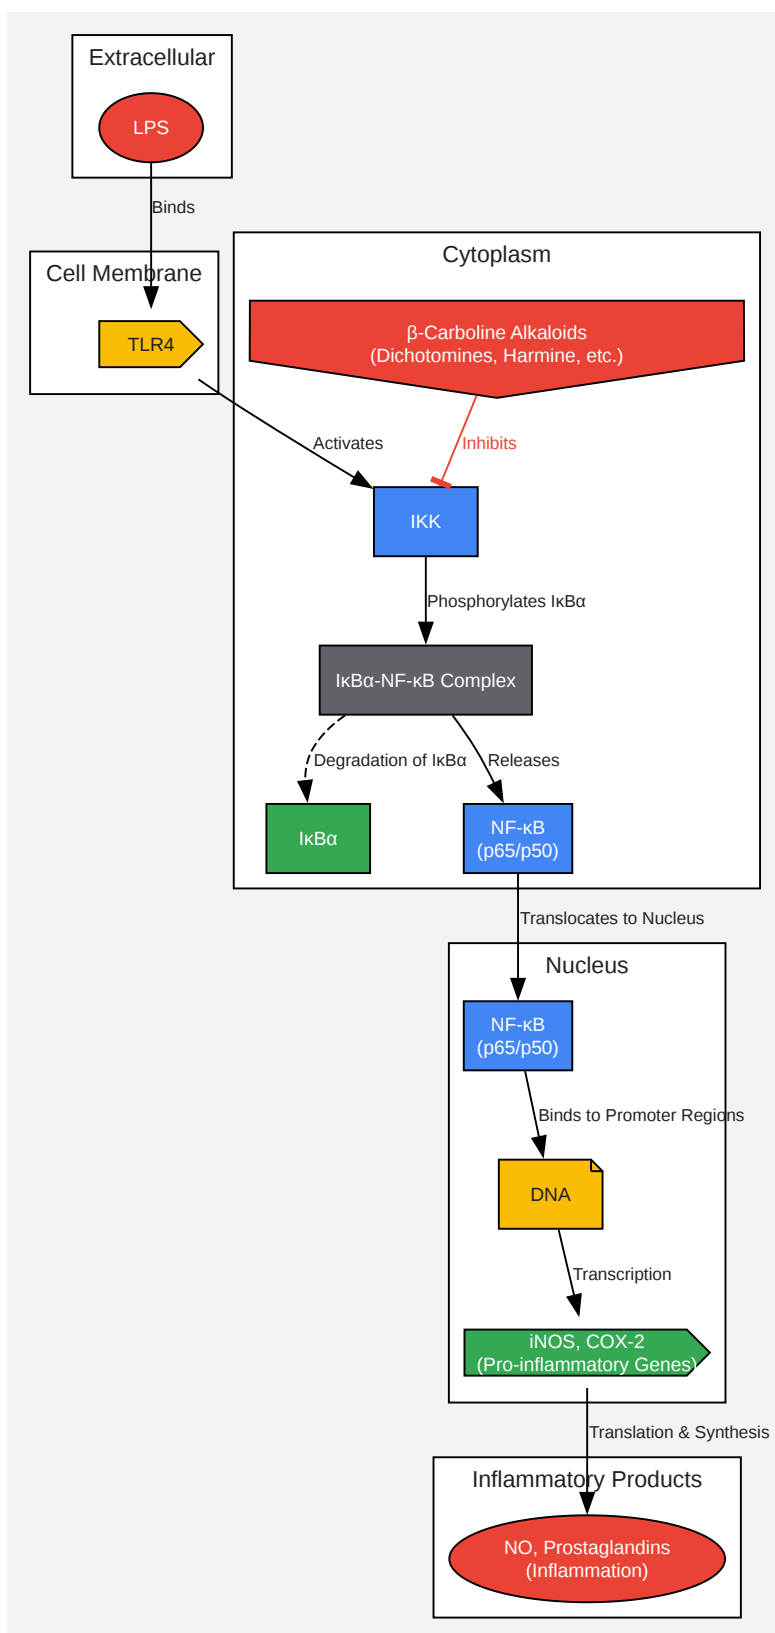 Extracellular
LPS
Binds
Cell Membrane
TLR4
Cytoplasm
β-Carboline Alkaloids
(Dichotomines, Harmine, etc.)
Activates
Inhibits
IKK
Phosphorylates IκBα
IκBα-NF-κB Complex
Degradation of IκBα
Releases
IκBα
NF-κB
(p65/p50)
Translocates to Nucleus
Nucleus
NF-κB
(p65/p50)
Binds to Promoter Regions
DNA
Transcription
iNOS, COX-2
(Pro-inflammatory Genes)
Translation & Synthesis
Inflammatory Products
NO, Prostaglandins
(Inflammation)